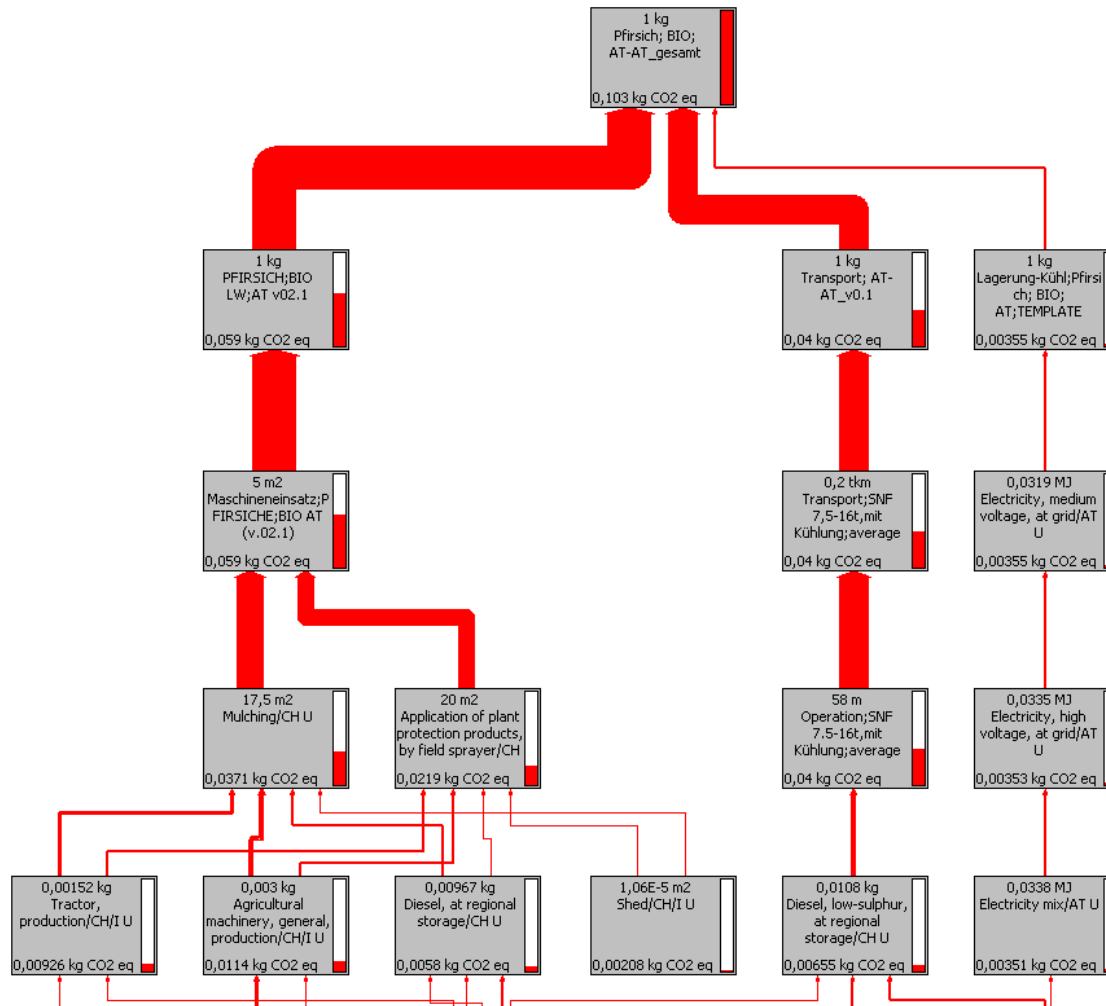 1 kg
Pfirsich; BIO;
AT-AT_gesamt
0,103 kg CO2 eq
1 kg
PFIRSICH;BIO
LW;AT v02.1
0,059 kg CO2 eq
1 kg
Transport; AT-
AT_v0.1
0,04 kg CO2 eq
1 kg
Lagerung-Kühl;Pfirsi
ch; BIO;
AT;TEMPLATE
0,00355 kg CO2 eq
5 m2
Maschineneinsatz;P
FIRSICHE;BIO AT
(v.02.1)
0,059 kg CO2 eq
0,2 tkm
Transport;SNF
7,5-16t,mit
Kühlung;average
0,04 kg CO2 eq
0,0319 MJ
Electricity, medium
voltage, at grid/AT
U
0,00355 kg CO2 eq
17,5 m2
Mulching/CH U
0,0371 kg CO2 eq
20 m2
Application of plant
protection products,
by field sprayer/CH
0,0219 kg CO2 eq
58 m
Operation;SNF
7.5-16t,mit
Kühlung;average
0,04 kg CO2 eq
0,0335 MJ
Electricity, high
voltage, at grid/AT
U
0,00353 kg CO2 eq
0,00152 kg
Tractor,
production/CH/I U
0,00926 kg CO2 eq
0,003 kg
Agricultural
machinery, general,
production/CH/I U
0,0114 kg CO2 eq
0,00967 kg
Diesel, at regional
storage/CH U
0,0058 kg CO2 eq
1,06E-5 m2
Shed/CH/I U
0,00208 kg CO2 eq
0,0108 kg
Diesel, low-sulphur,
at regional
storage/CH U
0,00655 kg CO2 eq
0,0338 MJ
Electricity mix/AT U
0,00351 kg CO2 eq